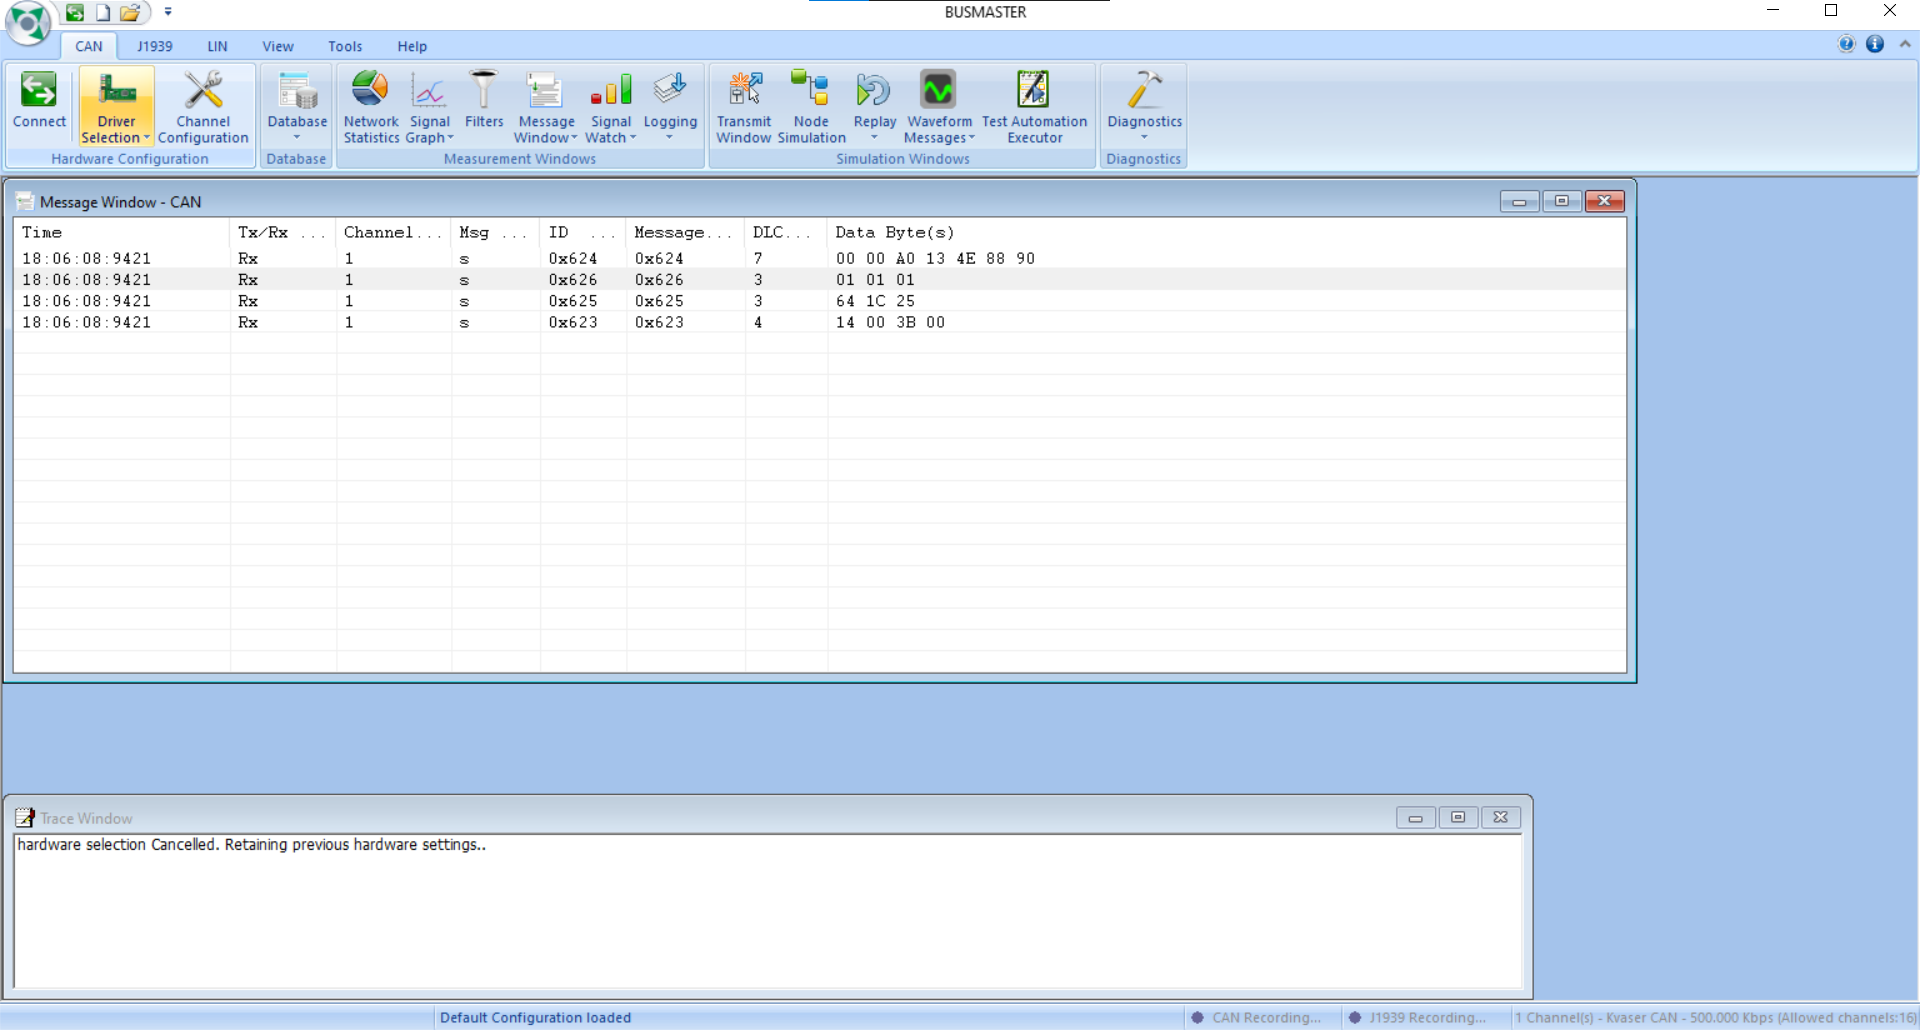 BUSMASTER
CAN J1939 LIN View Tools Help
Connect Driver Selection Channel Configuration Database Network Statistics Signal Graph Filters Message Window Signal Watch Logging Transmit Window Node Simulation Replay Waveform Messages Test Automation Executor Diagnostics
Hardware Configuration Database Measurement Windows Simulation Windows Diagnostics
Message Window - CAN
Time Tx/Rx ... Channel... Msg ... ID ... Message... DLC... Data Byte(s)
18:06:08:9421 Rx 1 s 0x624 0x624 7 00 00 A0 13 4E 88 90
18:06:08:9421 Rx 1 s 0x626 0x626 3 01 01 01
18:06:08:9421 Rx 1 s 0x625 0x625 3 64 1C 25
18:06:08:9421 Rx 1 s 0x623 0x623 4 14 00 3B 00
Trace Window
hardware selection Cancelled. Retaining previous hardware settings..
Default Configuration loaded CAN Recording... J1939 Recording... 1 Channel(s) - Kvaser CAN - 500.000 Kbps (Allowed channels:16)